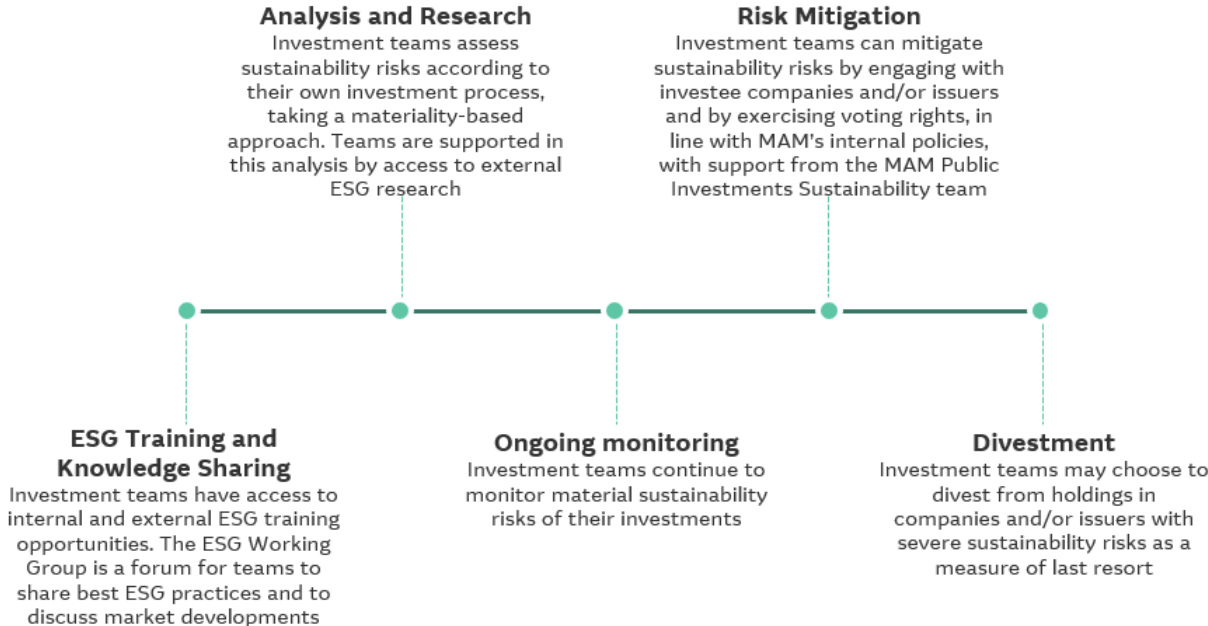 Analysis and Research
Investment teams assess
sustainability risks according to
their own investment process,
taking a materiality-based
approach. Teams are supported in
this analysis by access to external
ESG research
Risk Mitigation
Investment teams can mitigate
sustainability risks by engaging with
investee companies and/or issuers
and by exercising voting rights, in
line with MAM's internal policies,
with support from the MAM Public
Investments Sustainability team
ESG Training and
Knowledge Sharing
Investment teams have access to
internal and external ESG training
opportunities. The ESG Working
Group is a forum for teams to
share best ESG practices and to
discuss market developments
Ongoing monitoring
Investment teams continue to
monitor material sustainability
risks of their investments
Divestment
Investment teams may choose to
divest from holdings in
companies and/or issuers with
severe sustainability risks as a
measure of last resort